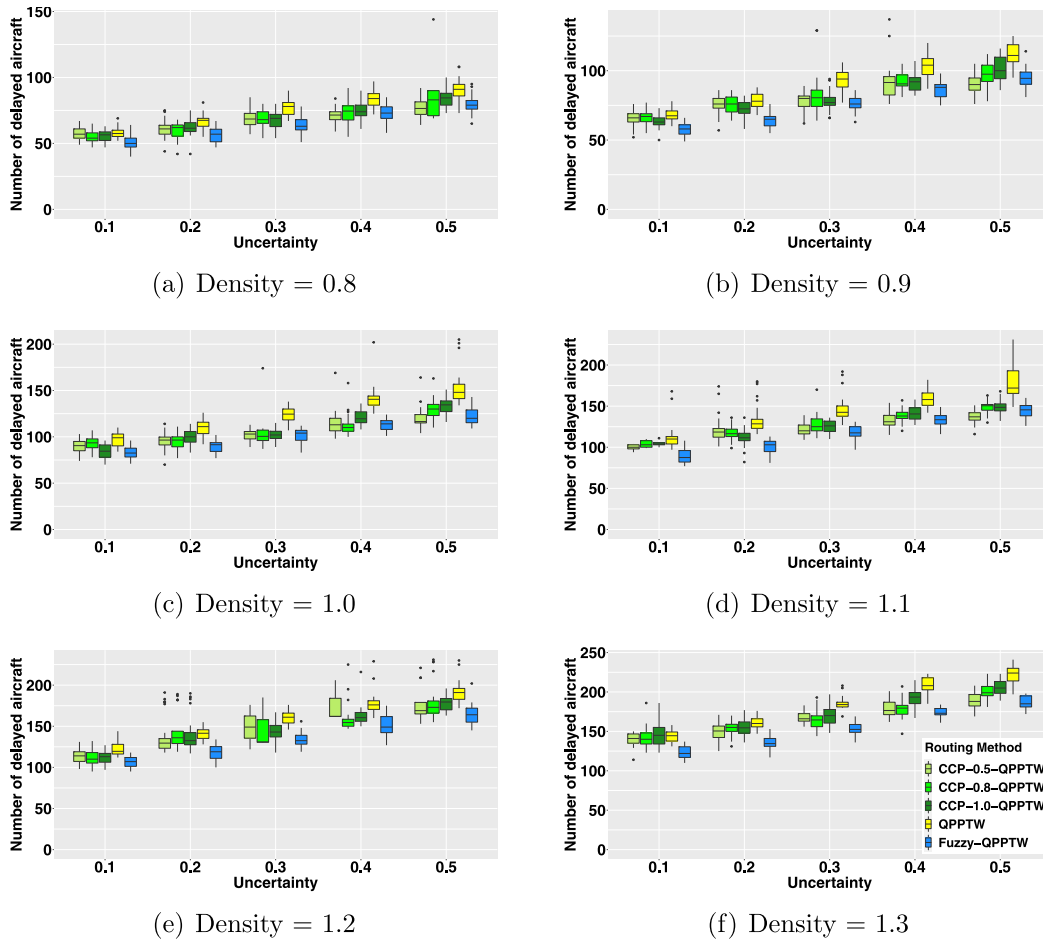 Number of delayed aircraft
150
100
50
0
0.1 0.2 0.3 0.4 0.5
Uncertainty
(a) Density = 0.8
Number of delayed aircraft
100
50
0
0.1 0.2 0.3 0.4 0.5
Uncertainty
(b) Density = 0.9
Number of delayed aircraft
200
150
100
50
0
0.1 0.2 0.3 0.4 0.5
Uncertainty
(c) Density = 1.0
Number of delayed aircraft
200
150
100
50
0
0.1 0.2 0.3 0.4 0.5
Uncertainty
(d) Density = 1.1
Number of delayed aircraft
200
150
100
50
0
0.1 0.2 0.3 0.4 0.5
Uncertainty
(e) Density = 1.2
Number of delayed aircraft
250
200
150
100
50
0
0.1 0.2 0.3 0.4 0.5
Uncertainty
Routing Method
CCP−0.5−QPPTW
CCP−0.8−QPPTW
CCP−1.0−QPPTW
QPPTW
Fuzzy−QPPTW
(f) Density = 1.3